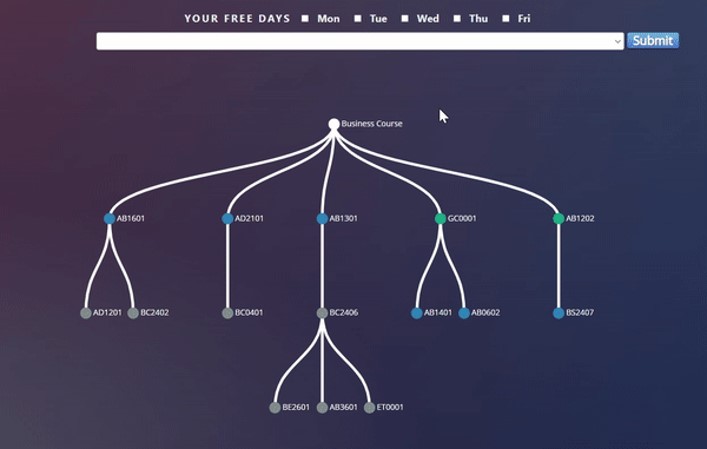 YOUR FREE DAYS Mon Tue Wed Thu Fri
Submit
Business Course
AB1601 AD2101 AB1301 GC0001 AB1202
AD1201 BC2402 BC0401 BC2406 AB1401 AB0602 BS2407
BE2601 AB3601 ET0001